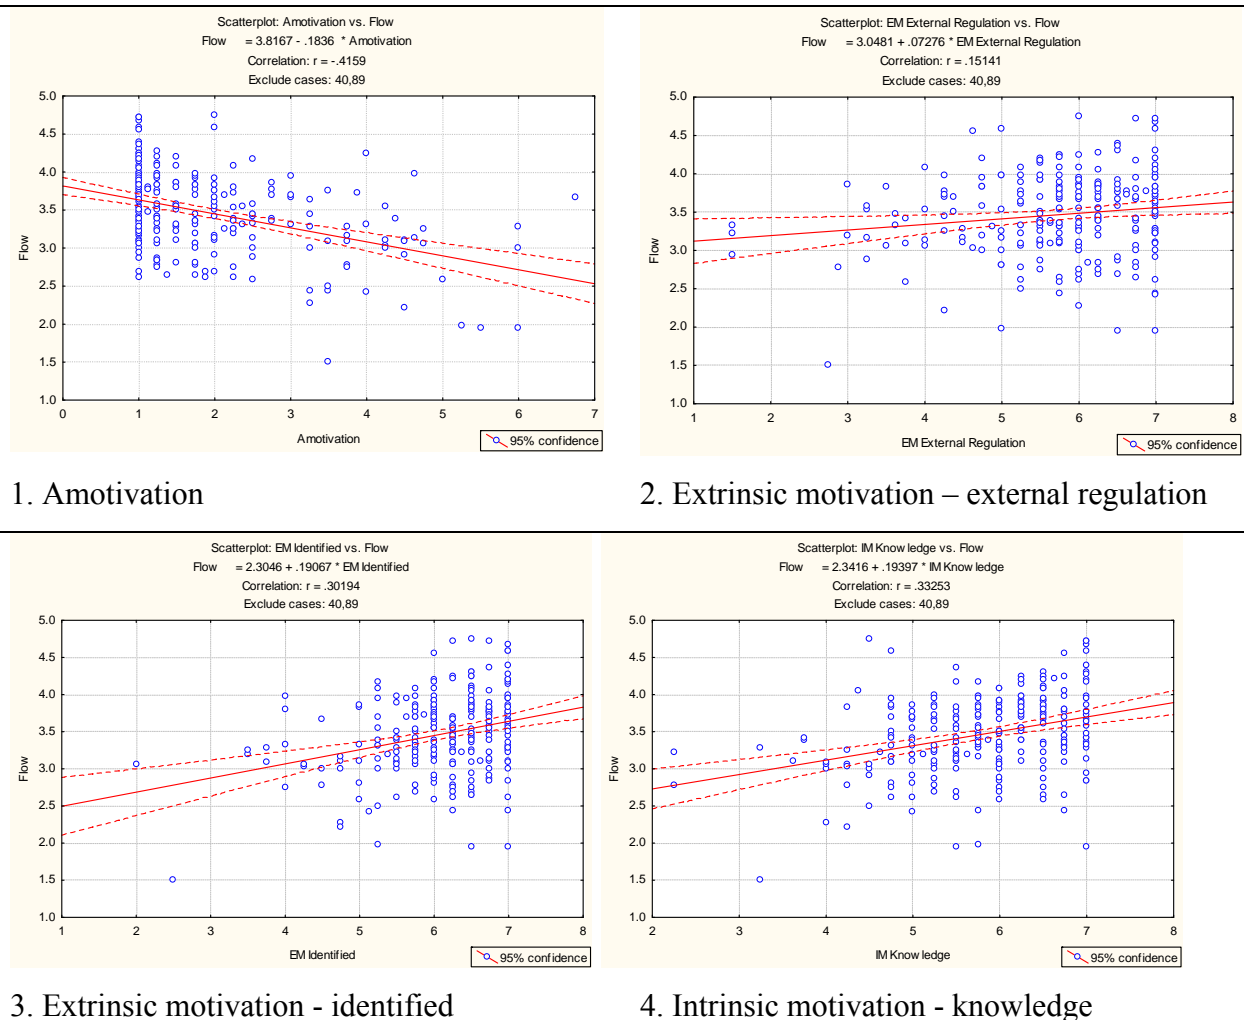 Scatterplot: Amotivation vs. Flow
Flow = 3.8167 - .1836 * Amotivation
Correlation: r = -.4159
Exclude cases: 40,89
5.0
4.5
4.0
3.5
3.0
2.5
2.0
1.5
1.0
Flow
0 1 2 3 4 5 6 7
Amotivation
95% confidence
1. Amotivation
Scatterplot: EM External Regulation vs. Flow
Flow = 3.0481 + .07276 * EM External Regulation
Correlation: r = .15141
Exclude cases: 40,89
5.0
4.5
4.0
3.5
3.0
2.5
2.0
1.5
1.0
Flow
1 2 3 4 5 6 7 8
EM External Regulation
95% confidence
2. Extrinsic motivation – external regulation
Scatterplot: EM Identified vs. Flow
Flow = 2.3046 + .19067 * EM Identified
Correlation: r = .30194
Exclude cases: 40,89
5.0
4.5
4.0
3.5
3.0
2.5
2.0
1.5
1.0
Flow
1 2 3 4 5 6 7 8
EM Identified
95% confidence
3. Extrinsic motivation - identified
Scatterplot: IM Know ledge vs. Flow
Flow = 2.3416 + .19397 * IM Know ledge
Correlation: r = .33253
Exclude cases: 40,89
5.0
4.5
4.0
3.5
3.0
2.5
2.0
1.5
1.0
Flow
2 3 4 5 6 7 8
IM Know ledge
95% confidence
4. Intrinsic motivation - knowledge